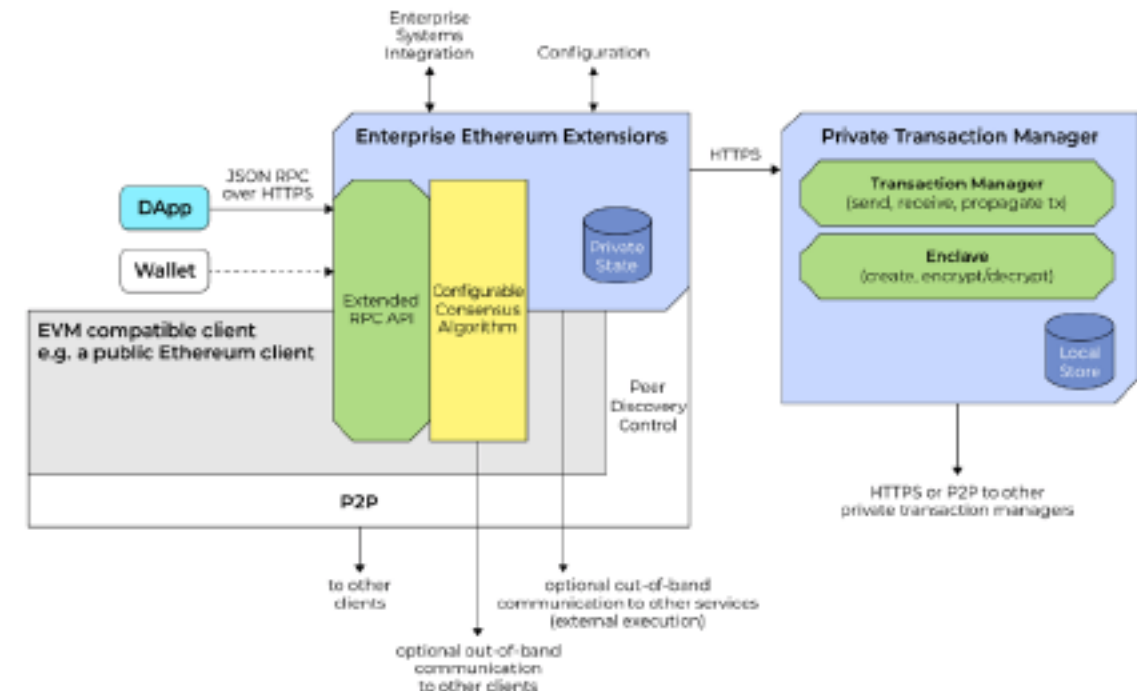 Enterprise
Systems
Integration
Configuration
Enterprise Ethereum Extensions
Private Transaction Manager
JSON RPC
over HTTPS
HTTPS
DApp
Transaction Manager
(send, receive, propagate tx)
Wallet
Private
State
Enclave
(create, encrypt/decrypt)
Extended
RPC API
Configurable
Consensus
Algorithm
EVM compatible client
e.g. a public Ethereum client
Local
Store
Peer
Discovery
Control
P2P
HTTPS or P2P to other
private transaction managers
to other
clients
optional out-of-band
communication to other services
(external execution)
optional out-of-band
communication
to other clients